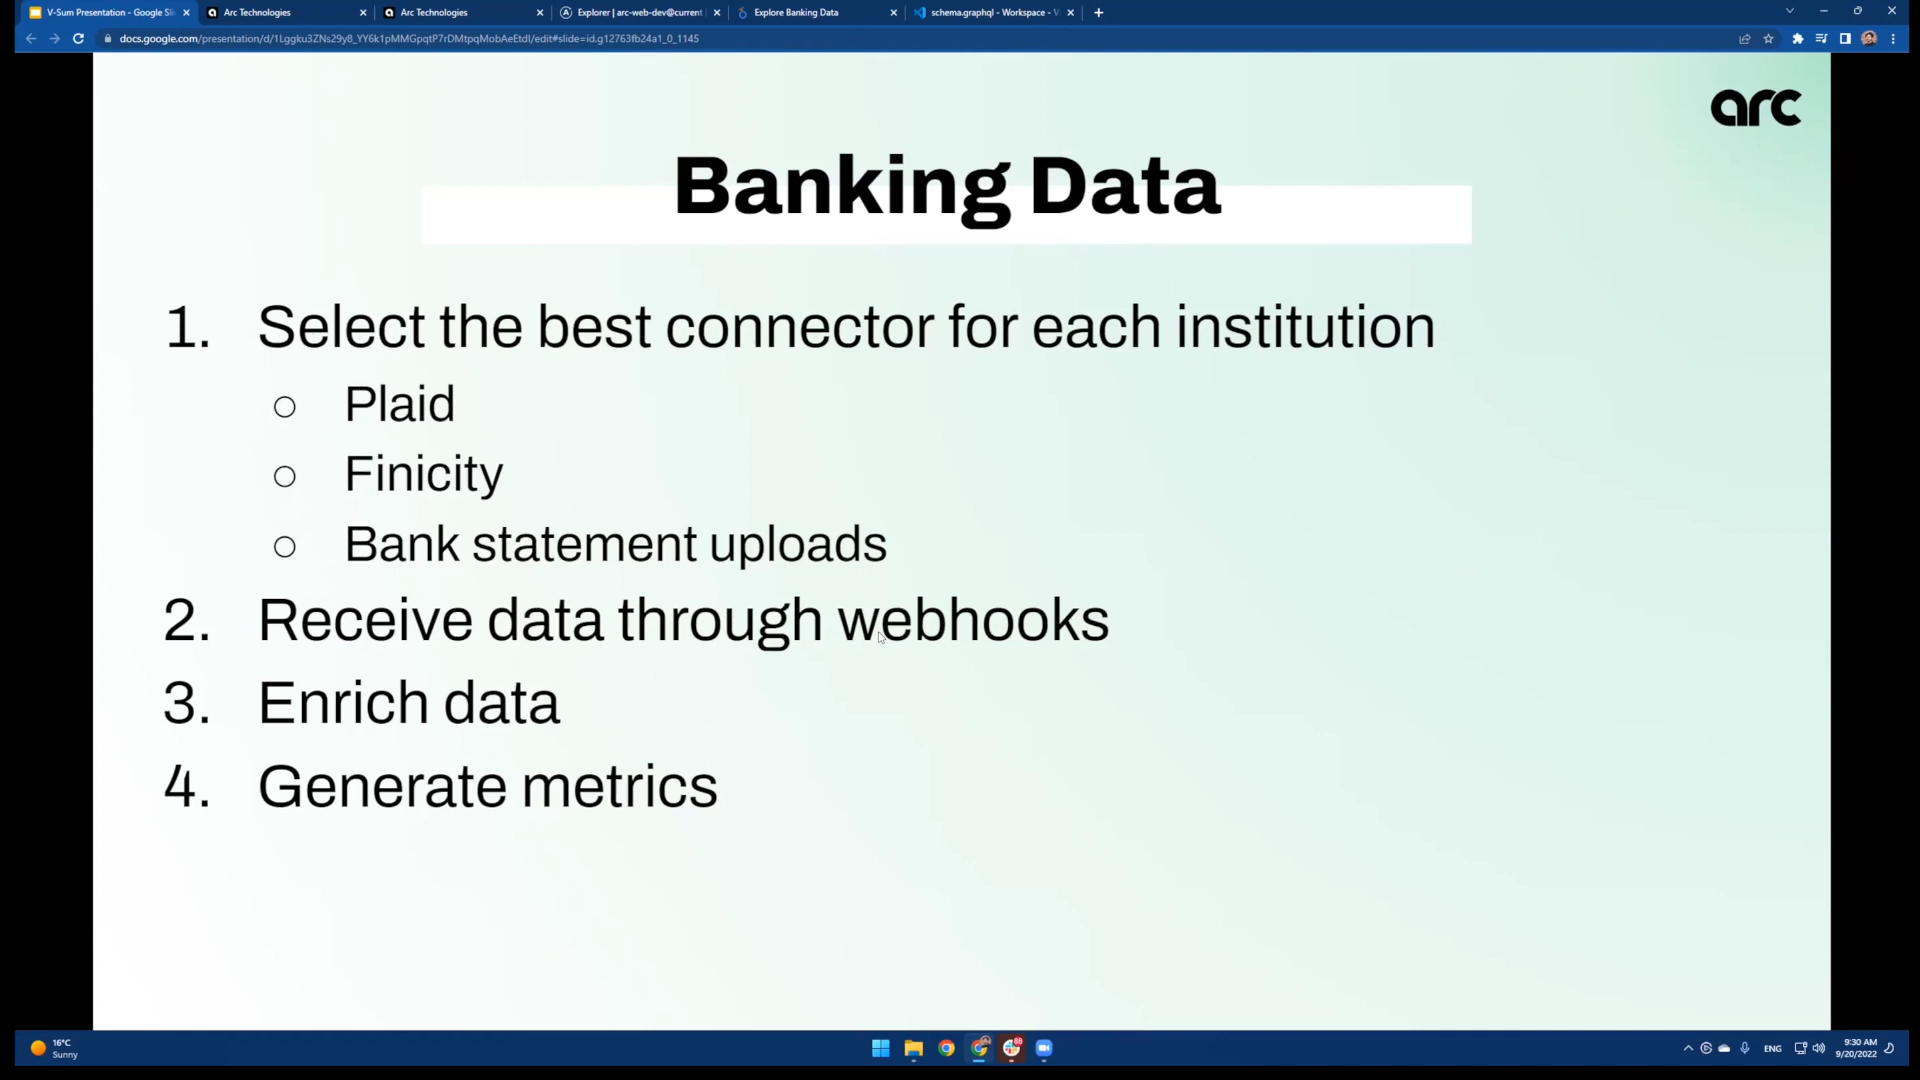 V-Sum Presentation - Google Sli
Arc Technologies
Arc Technologies
Explorer | arc-web-dev@current
Explore Banking Data
schema.graphql - Workspace - V
docs.google.com/presentation/d/1Lggku3ZNs29y8_YY6k1pMMGpqtP7rDMtpqMobAeEtdI/edit#slide=id.g12763fb24a1_0_1145
arc
Banking Data
1. Select the best connector for each institution
○ Plaid
○ Finicity
○ Bank statement uploads
2. Receive data through webhooks
3. Enrich data
4. Generate metrics
16°C
Sunny
ENG
9:30 AM
9/20/2022